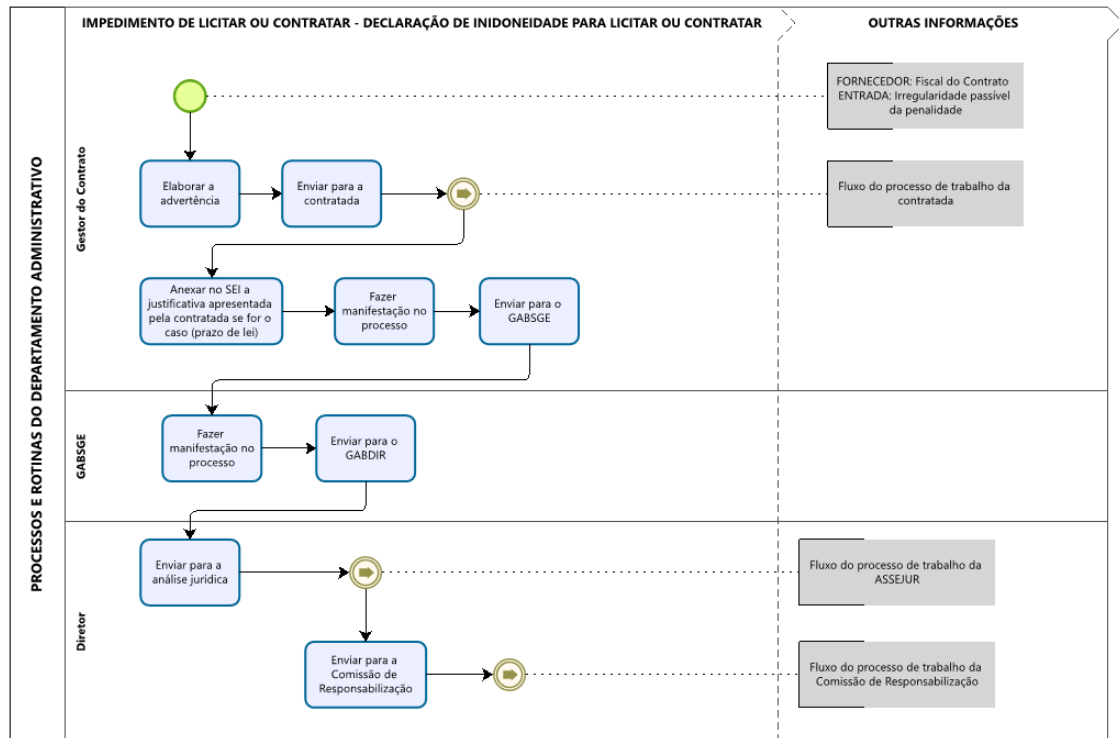 IMPEDIMENTO DE LICITAR OU CONTRATAR - DECLARAÇÃO DE INIDONEIDADE PARA LICITAR OU CONTRATAR
OUTRAS INFORMAÇÕES
PROCESSOS E ROTINAS DO DEPARTAMENTO ADMINISTRATIVO
Gestor do Contrato
FORNECEDOR: Fiscal do Contrato
ENTRADA: Irregularidade passível
da penalidade
Elaborar a
advertência
Enviar para a
contratada
Fluxo do processo de trabalho da
contratada
Anexar no SEI a
justificativa apresentada
pela contratada se for o
caso (prazo de lei)
Fazer
manifestação no
processo
Enviar para o
GABSGE
GABSGE
Fazer
manifestação no
processo
Enviar para o
GABDIR
Diretor
Enviar para a
análise jurídica
Fluxo do processo de trabalho da
ASSEJUR
Enviar para a
Comissão de
Responsabilização
Fluxo do processo de trabalho da
Comissão de Responsabilização